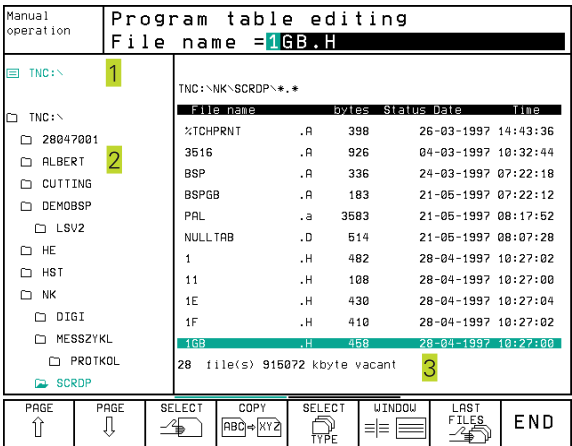 Manual
operation
Program table editing
File name =1GB.H
TNC:\
1
TNC:\NK\SCRDP\*.*
File name bytes Status Date Time
TNC:\
28047001
ALBERT
2
CUTTING
DEMOBSP
LSV2
HE
HST
NK
DIGI
MESSZYKL
PROTKOL
SCRDP
%TCHPRNT .A 398 26-03-1997 14:43:36
3516 .A 926 04-03-1997 10:32:44
BSP .A 336 24-03-1997 07:22:18
BSPGB .A 183 21-05-1997 07:22:12
PAL .a 3583 21-05-1997 08:17:52
NULLTAB .D 514 21-05-1997 08:07:28
1 .H 482 28-04-1997 10:27:02
11 .H 108 28-04-1997 10:27:00
1E .H 430 28-04-1997 10:27:04
1F .H 410 28-04-1997 10:27:02
1GB .H 458 28-04-1997 10:27:00
28 file(s) 915072 kbyte vacant
3
PAGE
PAGE
SELECT
COPY
ABC⇒XYZ
SELECT
TYPE
WINDOW
LAST
FILES
END